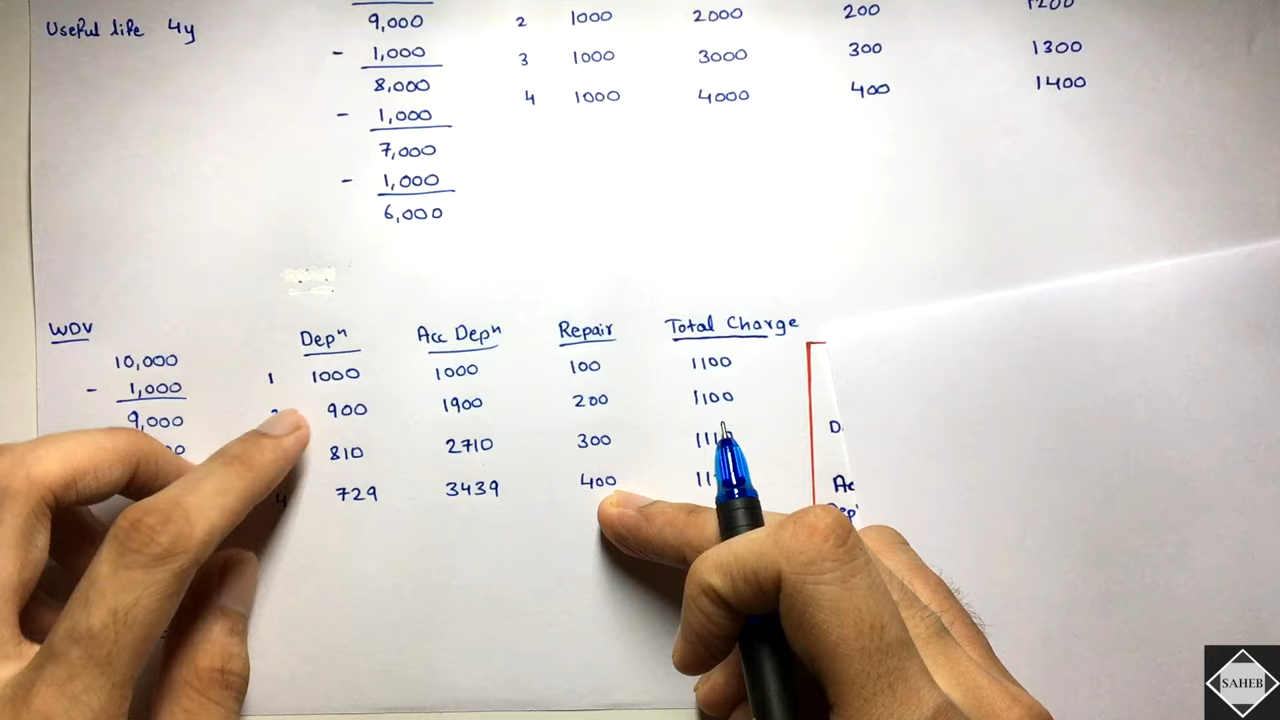 Useful life 4y
9,000
- 1,000
8,000
- 1,000
7,000
- 1,000
6,000
2 1000 2000 200 1200
3 1000 3000 300 1300
4 1000 4000 400 1400
WDV
10,000
- 1,000
9,000
Depⁿ Acc Depⁿ Repair Total Charge
1 1000 1000 100 1100
900 1900 200 1100
810 2710 300
4 729 3439 400
SAHEB